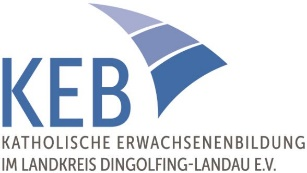 KEB
KATHOLISCHE ERWACHSENENBILDUNG
IM LANDKREIS DINGOLFING-LANDAU E.V.